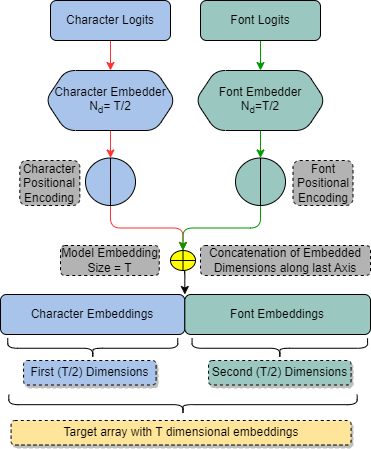 Character Logits
Font Logits
Character Embedder
N_d= T/2
Font Embedder
N_d=T/2
Character
Positional
Encoding
Font
Positional
Encoding
Model Embedding
Size = T
Concatenation of Embedded
Dimensions along last Axis
Character Embeddings
Font Embeddings
First (T/2) Dimensions
Second (T/2) Dimensions
Target array with T dimensional embeddings